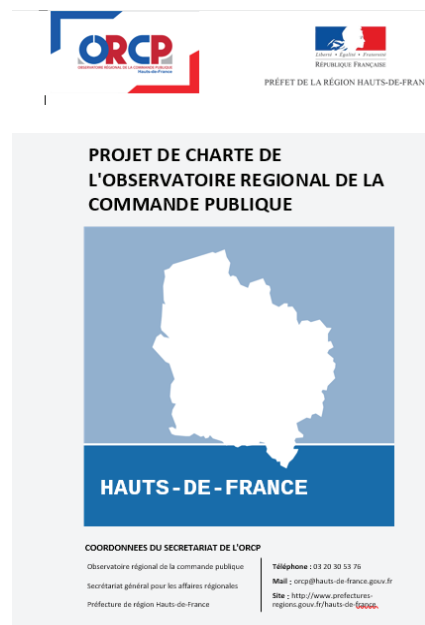 ORCP
OBSERVATOIRE REGIONAL DE LA COMMANDE PUBLIQUE
Hauts-de-France
Liberté • Égalité • Fraternité
RÉPUBLIQUE FRANÇAISE
PRÉFET DE LA RÉGION HAUTS-DE-FRAN
PROJET DE CHARTE DE
L'OBSERVATOIRE REGIONAL DE LA
COMMANDE PUBLIQUE
HAUTS-DE-FRANCE
COORDONNEES DU SECRETARIAT DE L'ORCP
Observatoire régional de la commande publique
Secrétariat général pour les affaires régionales
Préfecture de région Hauts-de-France
Téléphone : 03 20 30 53 76
Mail : orcp@hauts-de-france.gouv.fr
Site : http://www.prefectures-
regions.gouv.fr/hauts-de-france.